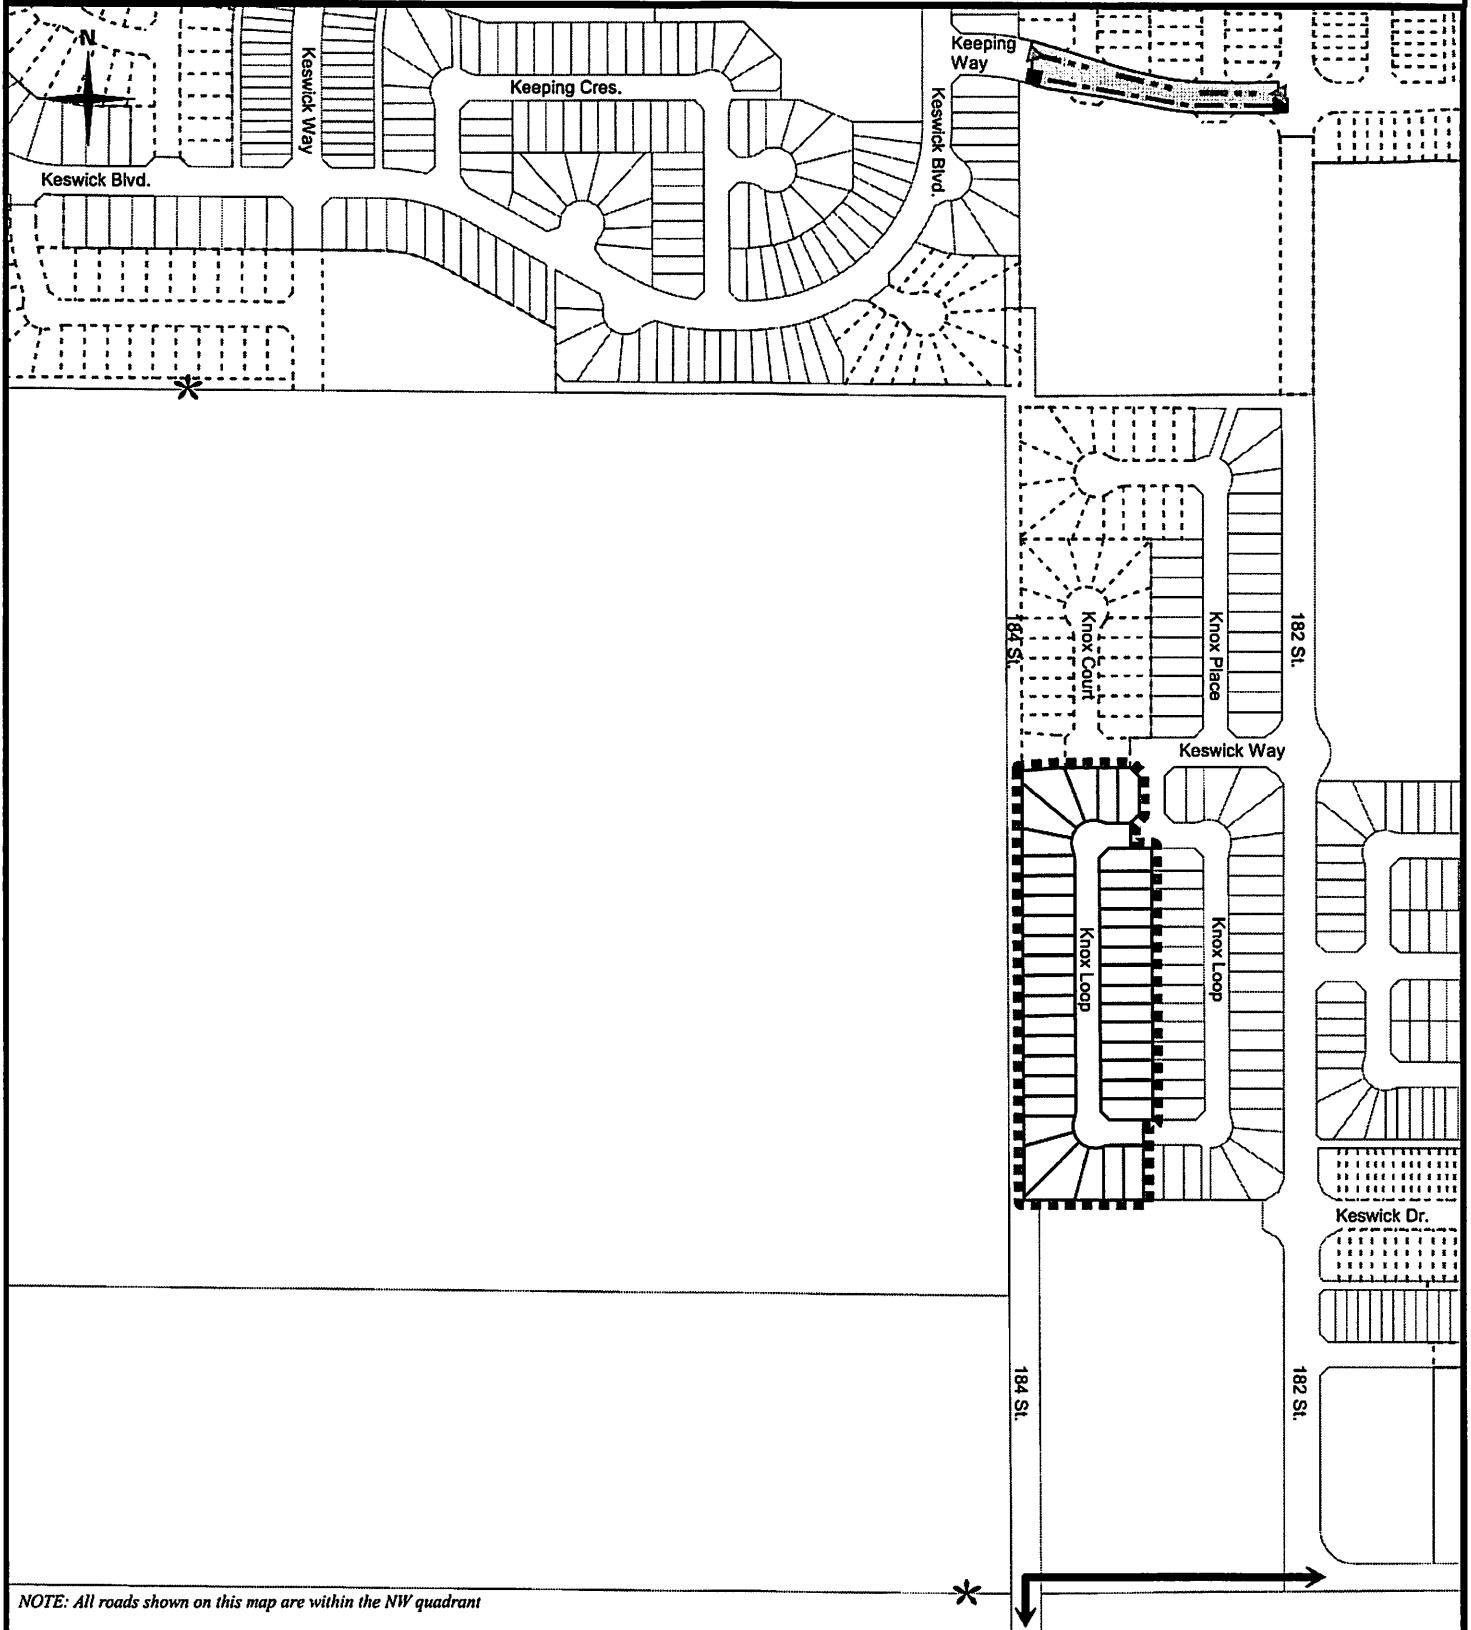 N
Keswick Way
Keeping Cres.
Keswick Blvd.
Keeping
Way
Keswick Blvd.
184 St.
Knox Court
Knox Place
182 St.
Keswick Way
Knox Loop
Knox Loop
Keswick Dr.
184 St.
182 St.
NOTE: All roads shown on this map are within the NW quadrant